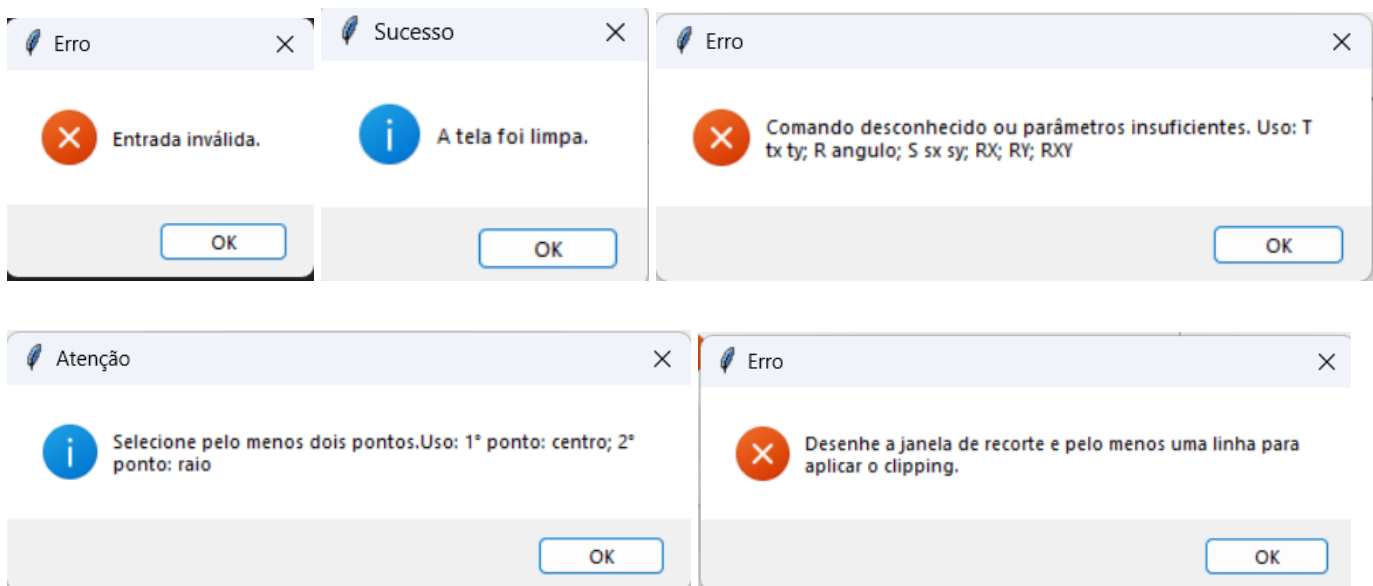 Erro
Entrada inválida.
OK
Sucesso
A tela foi limpa.
OK
Erro
Comando desconhecido ou parâmetros insuficientes. Uso: T
tx ty; R angulo; S sx sy; RX; RY; RXY
OK
Atenção
Selecione pelo menos dois pontos.Uso: 1° ponto: centro; 2°
ponto: raio
OK
Erro
Desenhe a janela de recorte e pelo menos uma linha para
aplicar o clipping.
OK